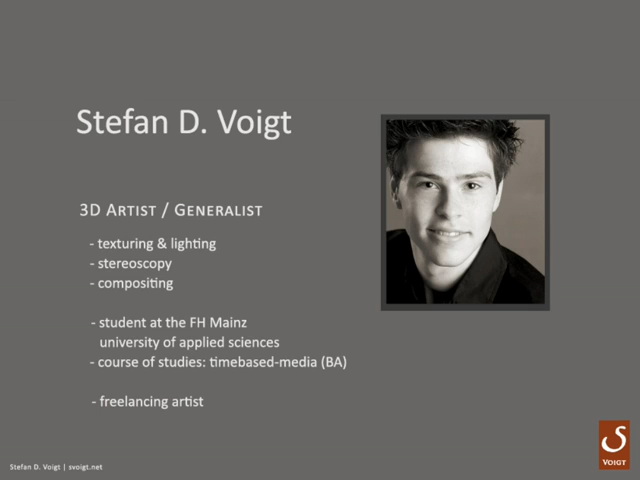 Stefan D. Voigt
3D Artist / Generalist
- texturing & lighting
- stereoscopy
- compositing
- student at the FH Mainz
university of applied sciences
- course of studies: timebased-media (BA)
- freelancing artist
Stefan D. Voigt | svoigt.net
S
VOIGT